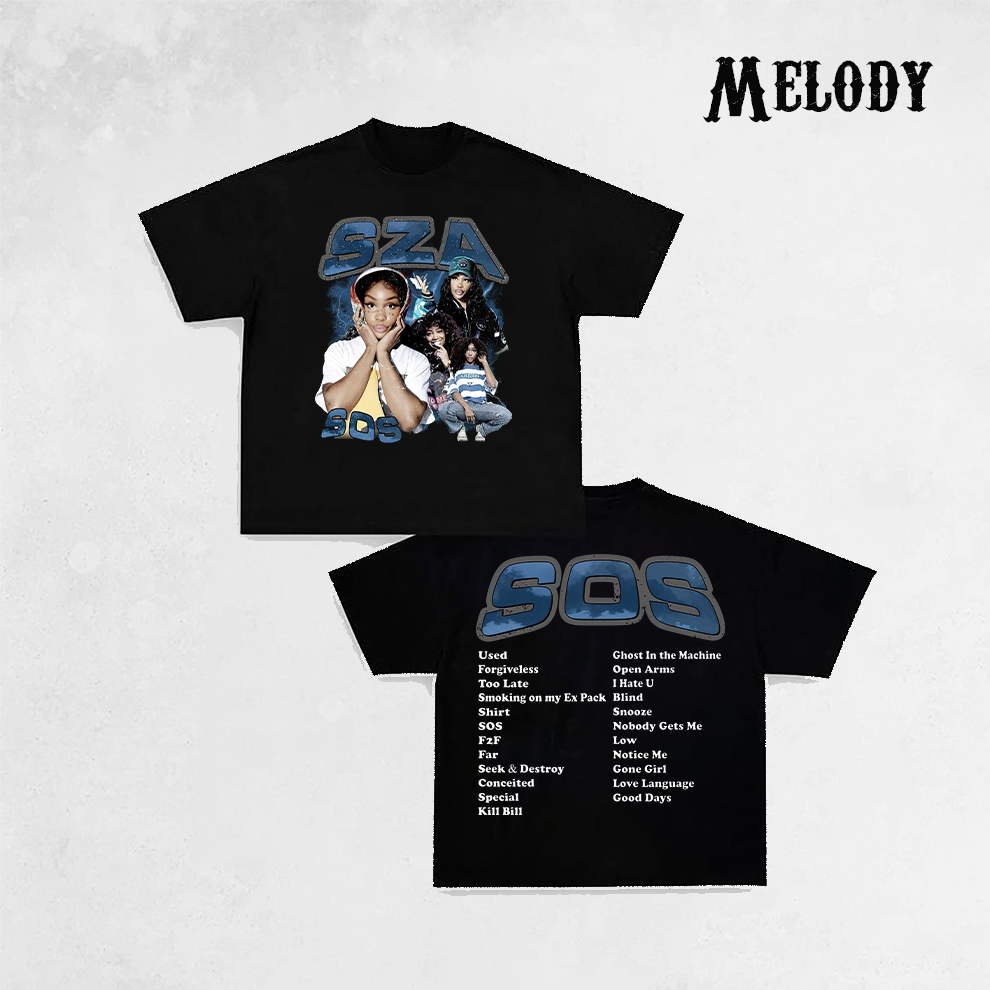 MELODY
SZA
SOS
SOS
Used
Forgiveless
Too Late
Smoking on my Ex Pack
Shirt
SOS
F2F
Far
Seek & Destroy
Conceited
Special
Kill Bill
Ghost In the Machine
Open Arms
I Hate U
Blind
Snooze
Nobody Gets Me
Low
Notice Me
Gone Girl
Love Language
Good Days